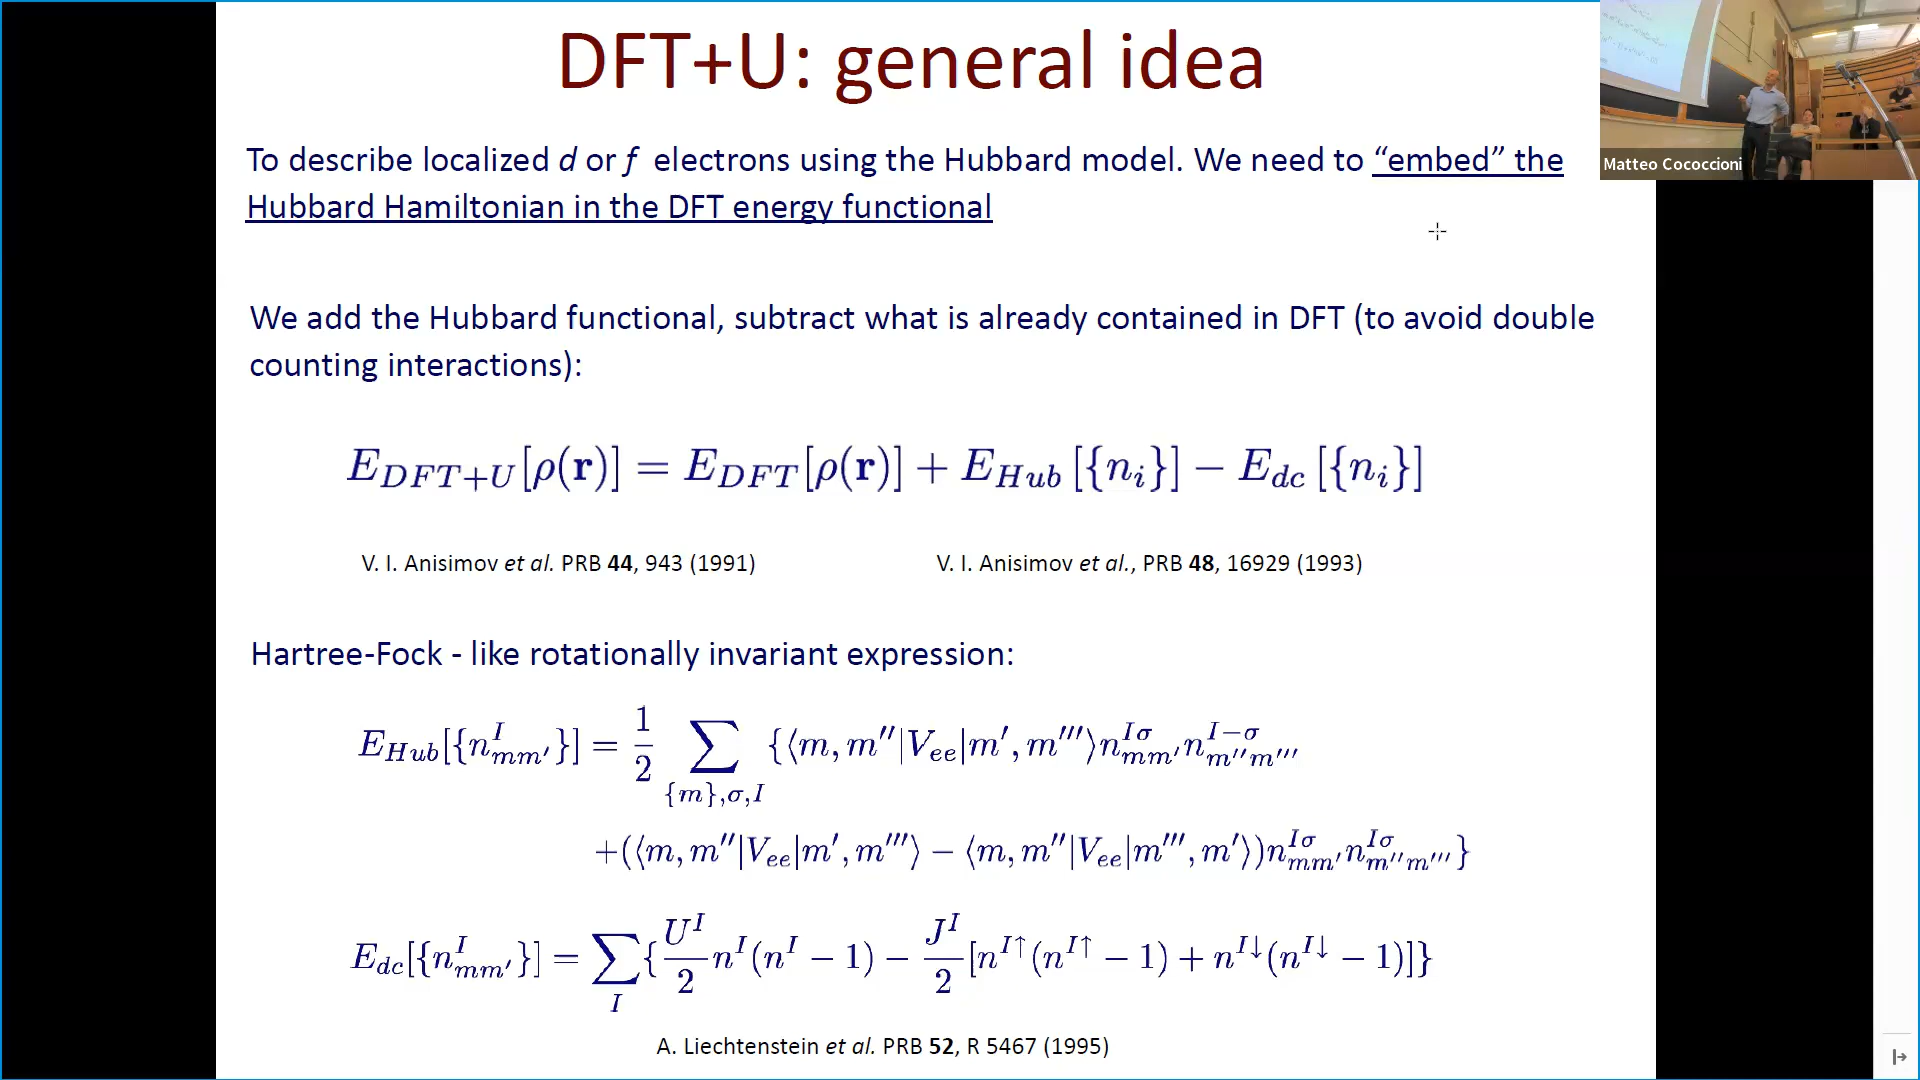 DFT+U: general idea
To describe localized d or f electrons using the Hubbard model. We need to “embed” the
Hubbard Hamiltonian in the DFT energy functional
We add the Hubbard functional, subtract what is already contained in DFT (to avoid double
counting interactions):
E_{DFT+U}[ρ(𝐫)] = E_{DFT}[ρ(𝐫)] + E_{Hub}[{n_i}] − E_{dc}[{n_i}]
V. I. Anisimov et al. PRB 44, 943 (1991)
V. I. Anisimov et al., PRB 48, 16929 (1993)
Hartree-Fock - like rotationally invariant expression:
E_{Hub}[{n^I_{mm′}}] = \frac{1}{2} ∑_{{m},σ,I} {⟨m, m″|V_{ee}|m′, m‴⟩n^{Iσ}_{mm′}n^{I−σ}_{m″m‴}
+(⟨m, m″|V_{ee}|m′, m‴⟩ − ⟨m, m″|V_{ee}|m‴, m′⟩)n^{Iσ}_{mm′}n^{Iσ}_{m″m‴}}
E_{dc}[{n^I_{mm′}}] = ∑_I {\frac{U^I}{2}n^I(n^I − 1) − \frac{J^I}{2}[n^{I↑}(n^{I↑} − 1) + n^{I↓}(n^{I↓} − 1)]}
A. Liechtenstein et al. PRB 52, R 5467 (1995)
Matteo Cococcioni